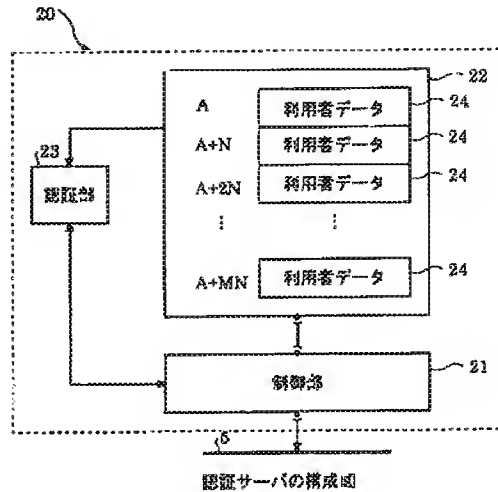 20
22
A 利用者データ 24
A+N 利用者データ 24
A+2N 利用者データ 24
23
認証部
⋮ ⋮
A+MN 利用者データ 24
制御部 21
5
認証サーバの構成図